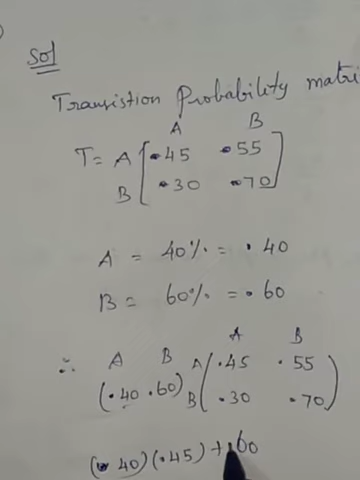 Sol
Transistion Probability matri
A B
T = A [ .45 .55 ]
B [ .30 .70 ]
A = 40% = .40
B = 60% = .60
A B
∴ A B A ( .45 .55 )
(.40 .60) B ( .30 .70 )
(.40)(.45) + .60